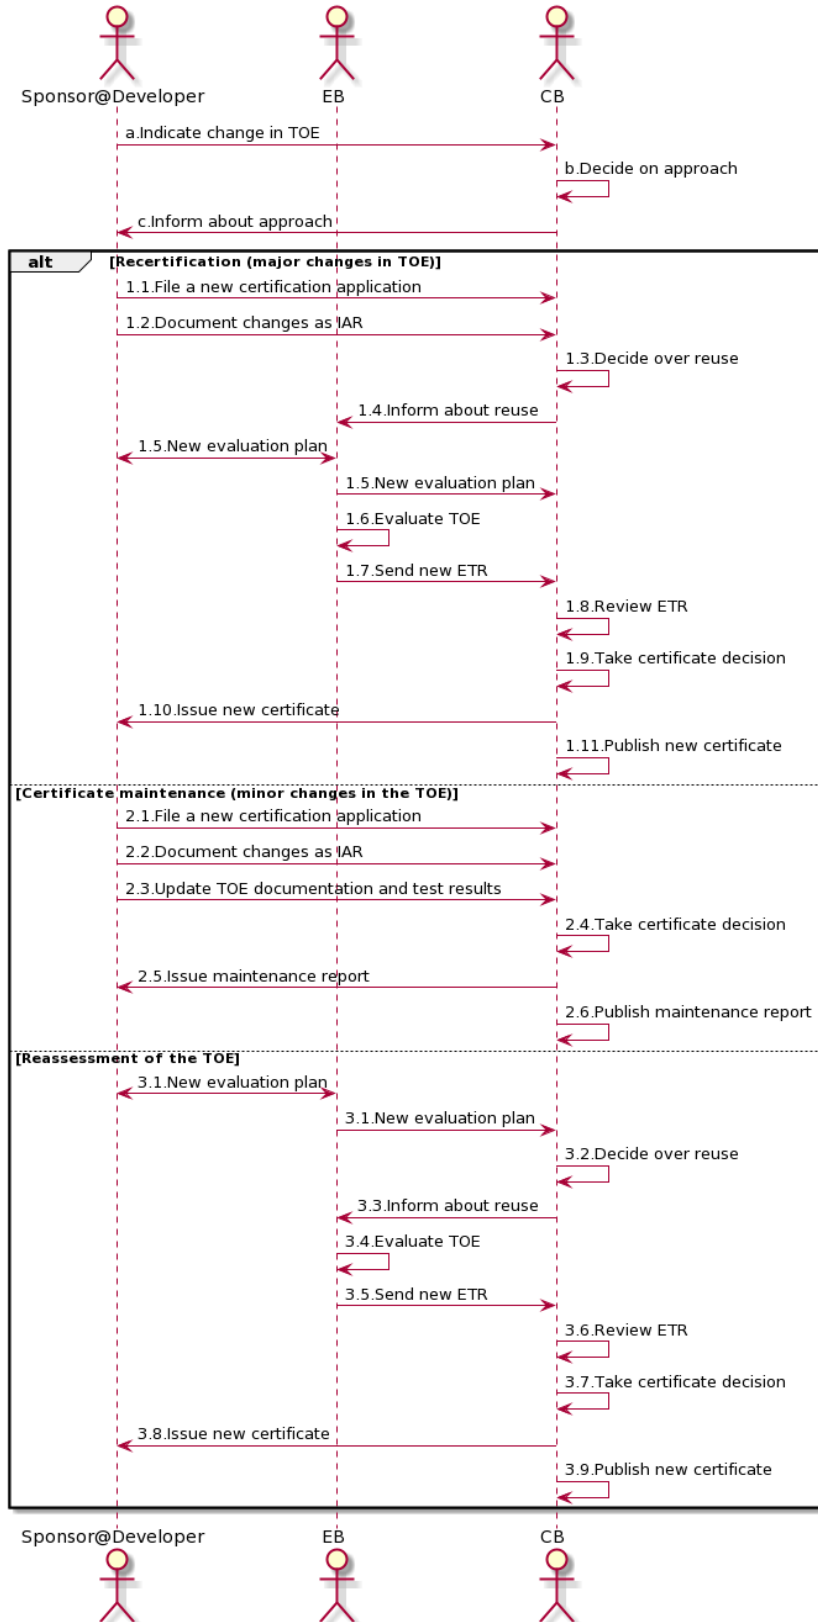 Sponsor@Developer EB CB
a.Indicate change in TOE
b.Decide on approach
c.Inform about approach
alt [Recertification (major changes in TOE)]
1.1.File a new certification application
1.2.Document changes as IAR
1.3.Decide over reuse
1.4.Inform about reuse
1.5.New evaluation plan
1.5.New evaluation plan
1.6.Evaluate TOE
1.7.Send new ETR
1.8.Review ETR
1.9.Take certificate decision
1.10.Issue new certificate
1.11.Publish new certificate
[Certificate maintenance (minor changes in the TOE)]
2.1.File a new certification application
2.2.Document changes as IAR
2.3.Update TOE documentation and test results
2.4.Take certificate decision
2.5.Issue maintenance report
2.6.Publish maintenance report
[Reassessment of the TOE]
3.1.New evaluation plan
3.1.New evaluation plan
3.2.Decide over reuse
3.3.Inform about reuse
3.4.Evaluate TOE
3.5.Send new ETR
3.6.Review ETR
3.7.Take certificate decision
3.8.Issue new certificate
3.9.Publish new certificate
Sponsor@Developer EB CB